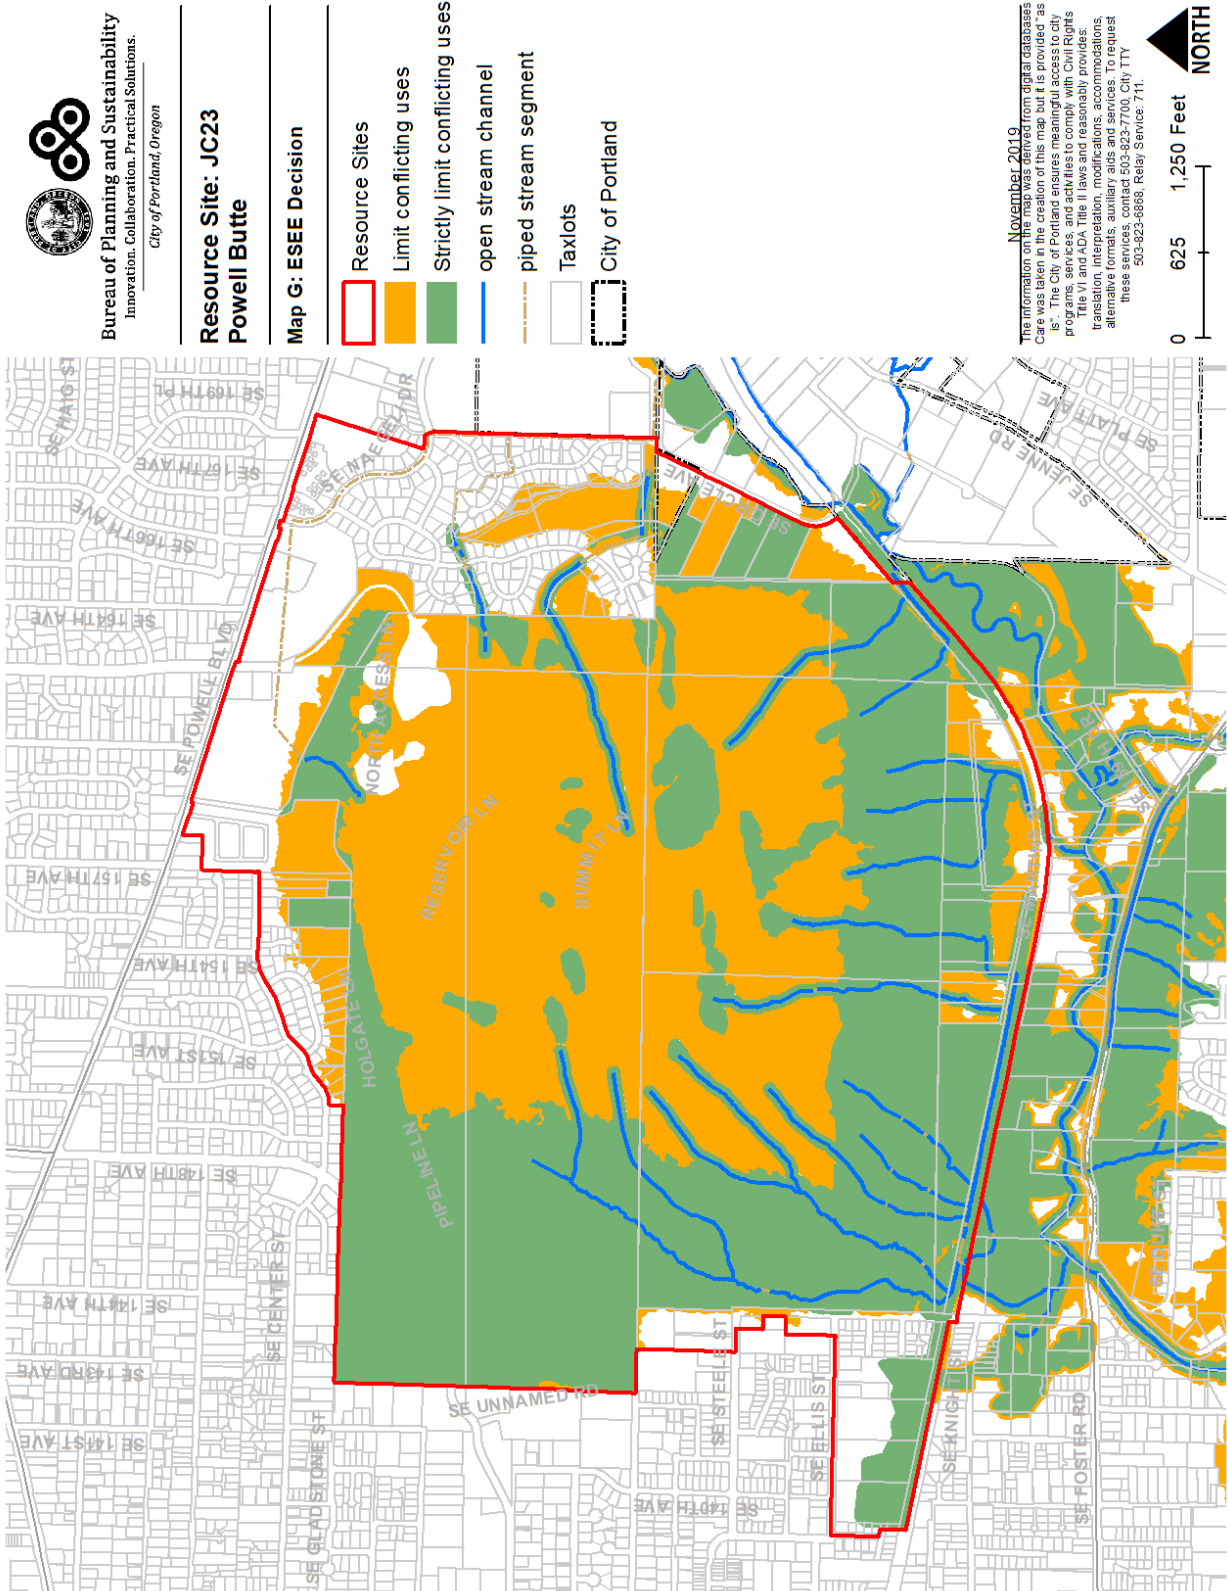 Bureau of Planning and Sustainability
Innovation. Collaboration. Practical Solutions.
City of Portland, Oregon
Resource Site: JC23
Powell Butte
Map G: ESEE Decision
Resource Sites
Limit conflicting uses
Strictly limit conflicting uses
open stream channel
piped stream segment
Taxlots
City of Portland
November 2019
The information on the map was derived from digital databases
Care was taken in the creation of this map but it is provided "as
is". The City of Portland ensures meaningful access to city
programs, services, and activities to comply with Civil Rights
Title VI and ADA Title II laws and reasonably provides:
translation, interpretation, modifications, accommodations,
alternative formats, auxiliary aids and services. To request
these services, contact 503-823-7700, City TTY
503-823-6868, Relay Service: 711.
0 625 1,250 Feet
NORTH
SE HAIG ST
SE 169TH PL
SE 167TH AVE
SE 166TH AVE
SE 164TH AVE
SE POWELL BLVD
SE NAEGELI DR
SE 157TH AVE
SE 154TH AVE
SE 151ST AVE
SE 148TH AVE
SE 144TH AVE
SE 143RD AVE
SE 141ST AVE
SE CENTER ST
SE GLADSTONE ST
NORTH ACCESS LN
RESERVOIR LN
SUMMIT LN
HOLGATE LN
PIPELINE LN
SE UNNAMED RD
SE STEELE ST
SE ELLIS ST
SE 140TH AVE
SE KNIGHT ST
SE FOSTER RD
SE CIRCLE AVE
SE JENNE RD
SE PLATT AVE